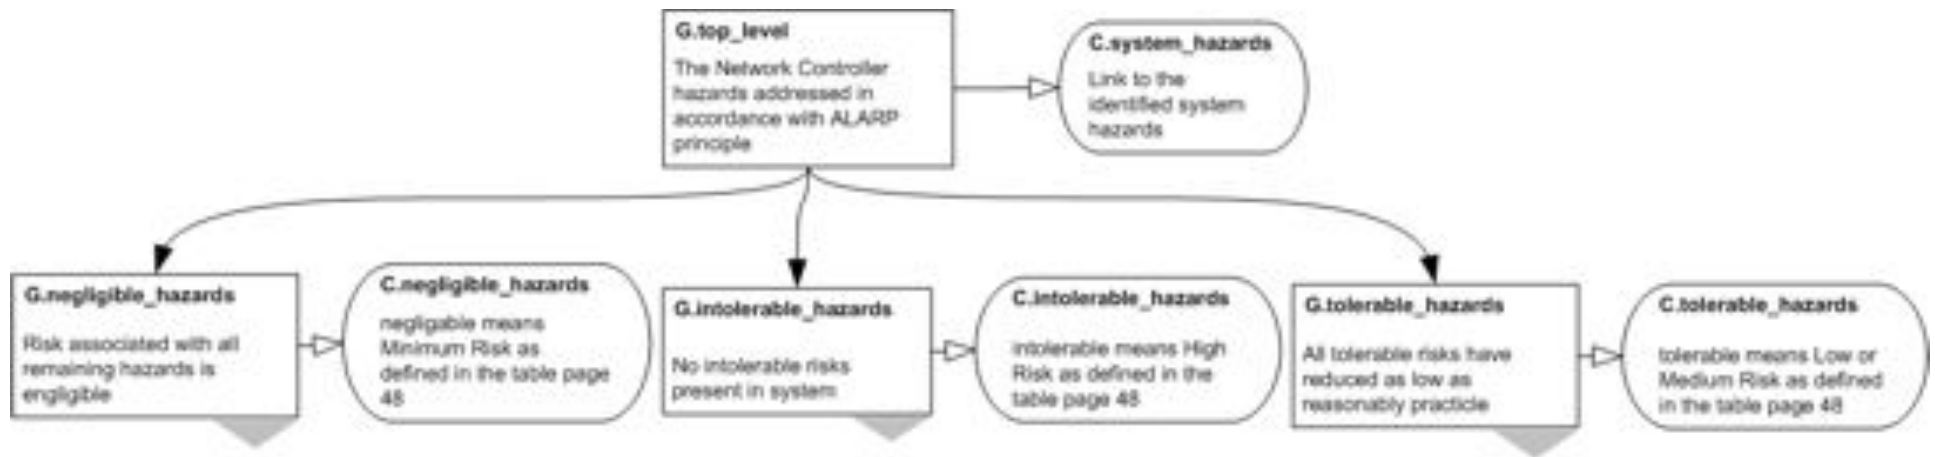 G.top_level
The Network Controller
hazards addressed in
accordance with ALARP
principle
C.system_hazards
Link to the
identified system
hazards
G.negligible_hazards
Risk associated with all
remaining hazards is
engligible
C.negligible_hazards
negligable means
Minimum Risk as
defined in the table page
48
G.intolerable_hazards
No intolerable risks
present in system
C.intolerable_hazards
intolerable means High
Risk as defined in the
table page 48
G.tolerable_hazards
All tolerable risks have
reduced as low as
reasonably practicle
C.tolerable_hazards
tolerable means Low or
Medium Risk as defined
in the table page 48